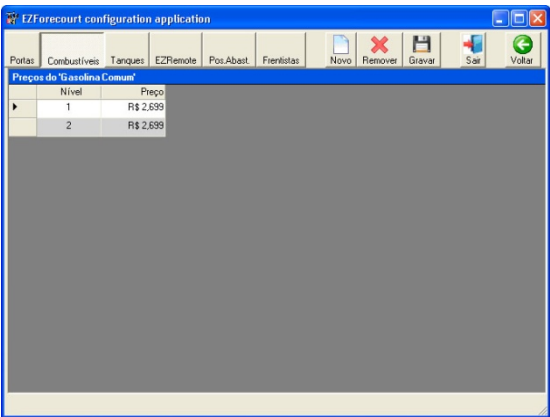 EZForecourt configuration application
Portas Combustíveis Tanques EZRemote Pos.Abast. Frentistas Novo Remover Gravar Sair Voltar
Preços do 'Gasolina Comum'
Nível Preço
1 R$ 2,699
2 R$ 2,699